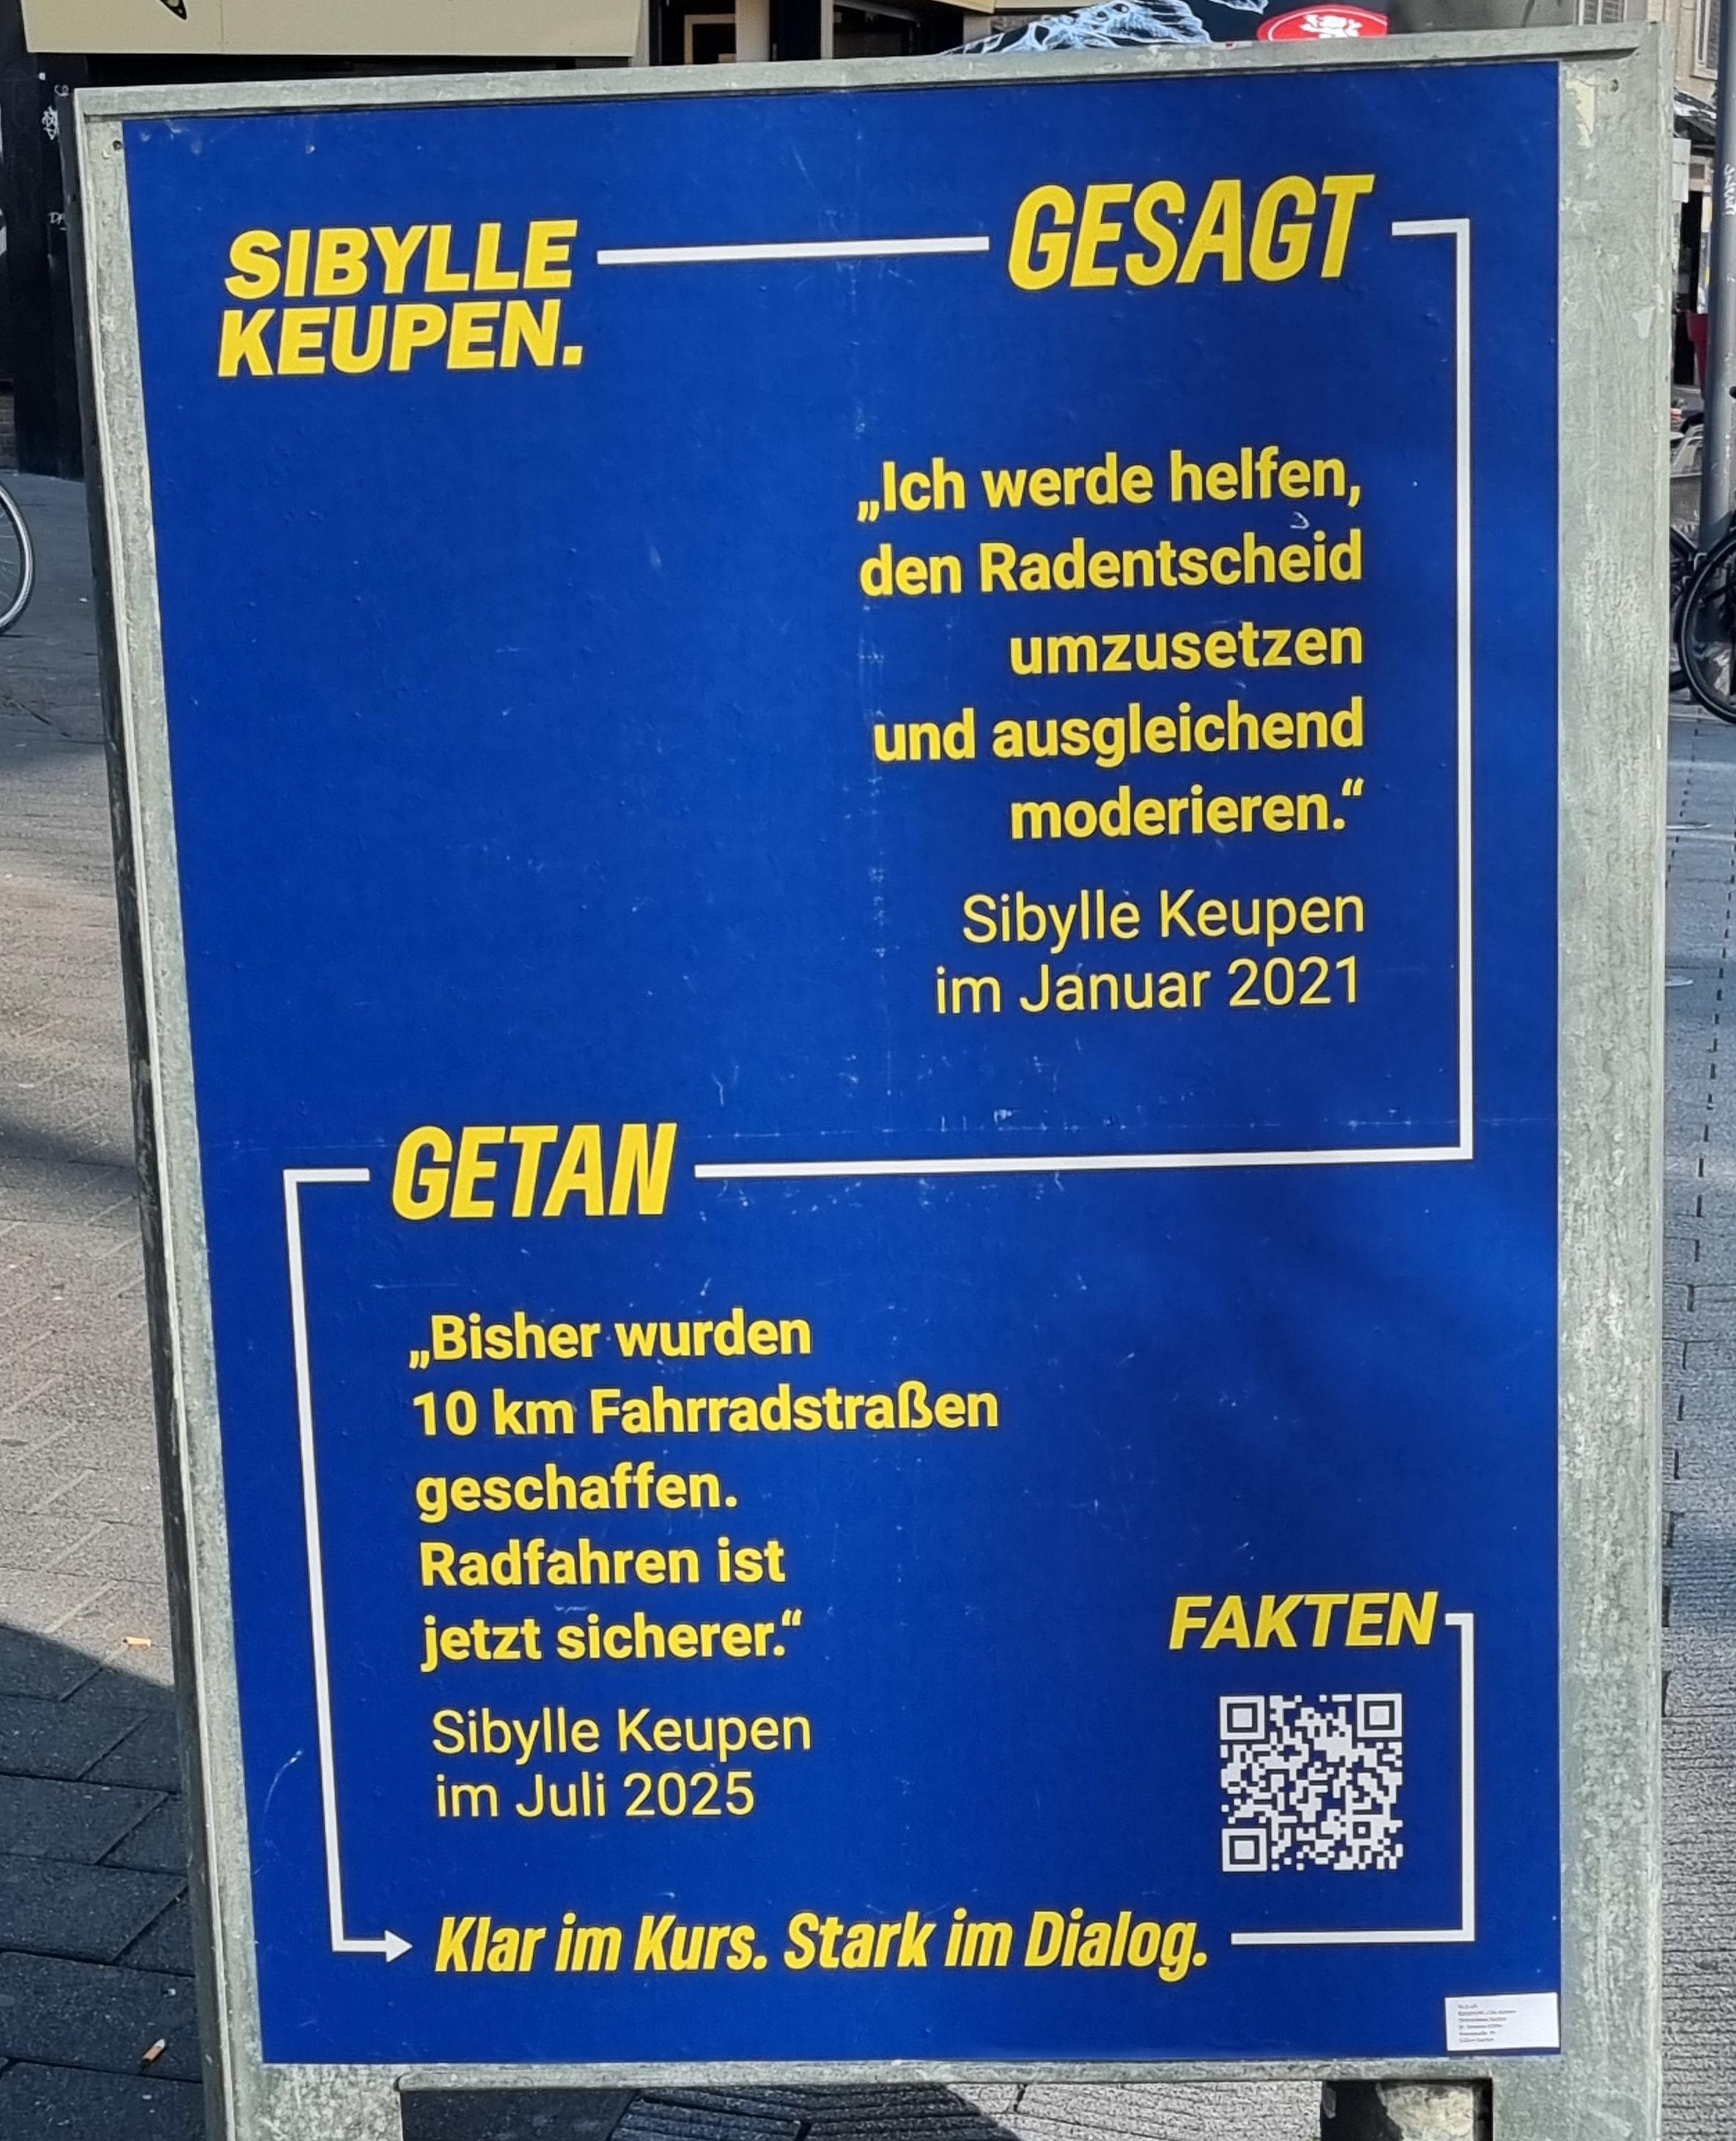 SIBYLLE
KEUPEN.
GESAGT
„Ich werde helfen,
den Radentscheid
umzusetzen
und ausgleichend
moderieren.“
Sibylle Keupen
im Januar 2021
GETAN
„Bisher wurden
10 km Fahrradstraßen
geschaffen.
Radfahren ist
jetzt sicherer.“
Sibylle Keupen
im Juli 2025
FAKTEN
Klar im Kurs. Stark im Dialog.